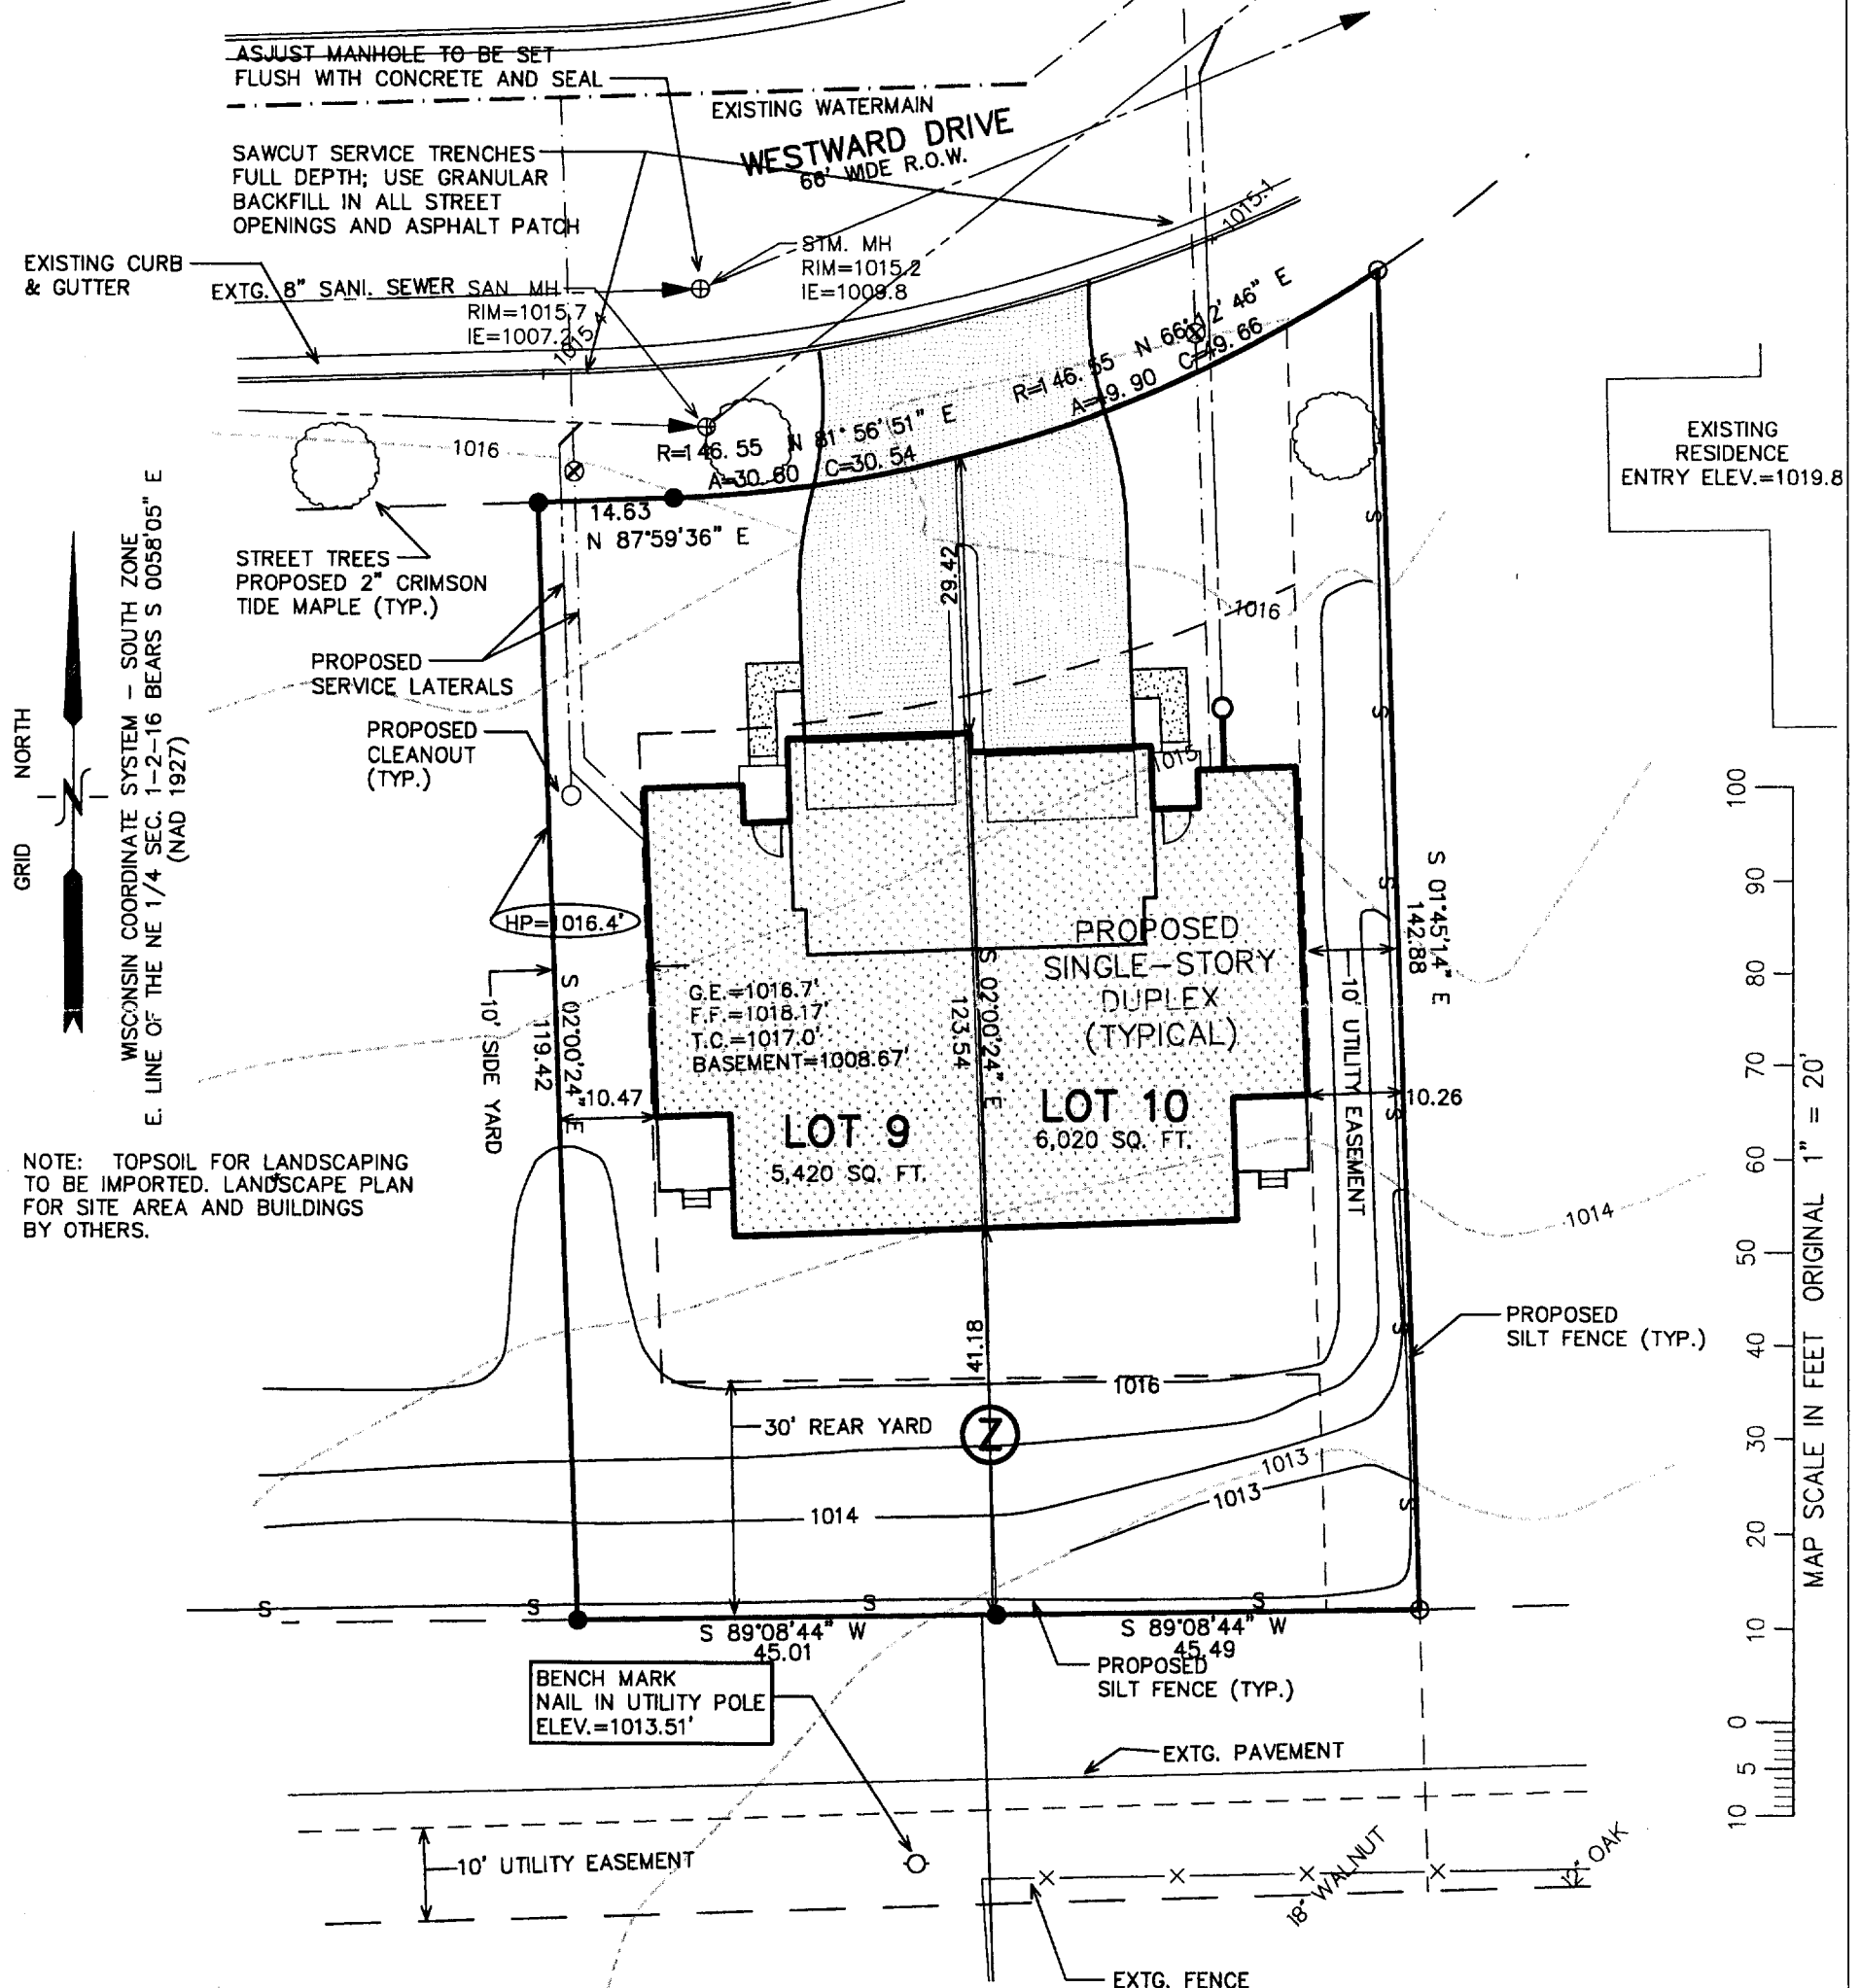 ASJUST MANHOLE TO BE SET
FLUSH WITH CONCRETE AND SEAL
EXISTING WATERMAIN
WESTWARD DRIVE
66' WIDE R.O.W.
SAWCUT SERVICE TRENCHES
FULL DEPTH; USE GRANULAR
BACKFILL IN ALL STREET
OPENINGS AND ASPHALT PATCH
1015.1
STM. MH
RIM=1015.2
IE=1009.8
EXISTING CURB
& GUTTER
EXTG. 8" SANI. SEWER
SAN MH
RIM=1015.7
IE=1007.2
1015.4
R=146.55 N 66°12'46" E
A=49.90 C=49.66
R=146.55 N 81°56'51" E
A=30.60 C=30.54
1016
14.63
N 87°59'36" E
EXISTING
RESIDENCE
ENTRY ELEV.=1019.8
STREET TREES
PROPOSED 2" CRIMSON
TIDE MAPLE (TYP.)
29.42
1016
PROPOSED
SERVICE LATERALS
PROPOSED
CLEANOUT
(TYP.)
1015
GRID NORTH
N
WISCONSIN COORDINATE SYSTEM - SOUTH ZONE
E. LINE OF THE NE 1/4 SEC. 1-2-16 BEARS S 0058'05" E
(NAD 1927)
HP=1016.4'
10' SIDE YARD
S 02°00'24" E
119.42
10.47
G.E.=1016.7'
F.F.=1018.17'
T.C.=1017.0'
BASEMENT=1008.67'
S 02°00'24" E
123.54
PROPOSED
SINGLE-STORY
DUPLEX
(TYPICAL)
LOT 9
5,420 SQ. FT.
LOT 10
6,020 SQ. FT.
10' UTILITY EASEMENT
10.26
S 01°45'14" E
142.88
S
S
S
S
S
S
NOTE: TOPSOIL FOR LANDSCAPING
TO BE IMPORTED. LANDSCAPE PLAN
FOR SITE AREA AND BUILDINGS
BY OTHERS.
1014
41.18
PROPOSED
SILT FENCE (TYP.)
1016
30' REAR YARD
Z
1013
1013
1014
S
S
S
S
S 89°08'44" W
45.01
S 89°08'44" W
45.49
PROPOSED
SILT FENCE (TYP.)
BENCH MARK
NAIL IN UTILITY POLE
ELEV.=1013.51'
EXTG. PAVEMENT
10' UTILITY EASEMENT
18" WALNUT
12" OAK
EXTG. FENCE
100
90
80
70
60
50
40
30
20
10
0
5
10
MAP SCALE IN FEET ORIGINAL 1" = 20'